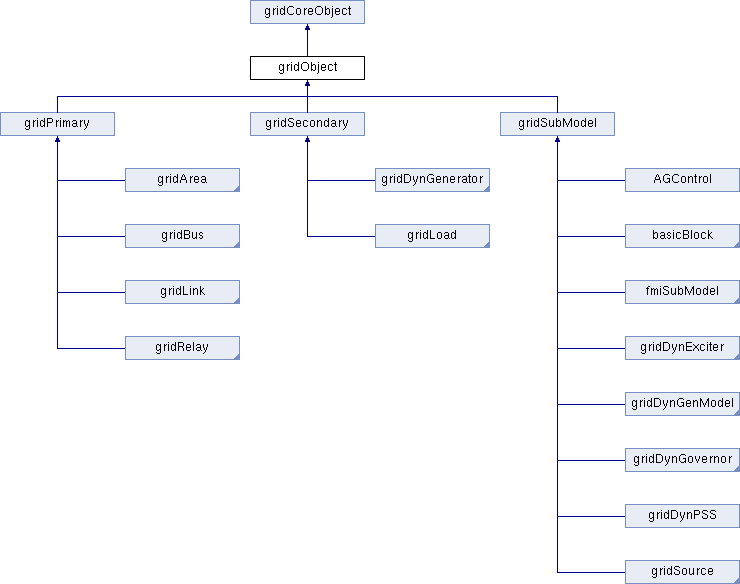 gridCoreObject
gridObject
gridPrimary
gridSecondary
gridSubModel
gridArea
gridDynGenerator
AGControl
gridBus
gridLoad
basicBlock
gridLink
fmiSubModel
gridRelay
gridDynExciter
gridDynGenModel
gridDynGovernor
gridDynPSS
gridSource